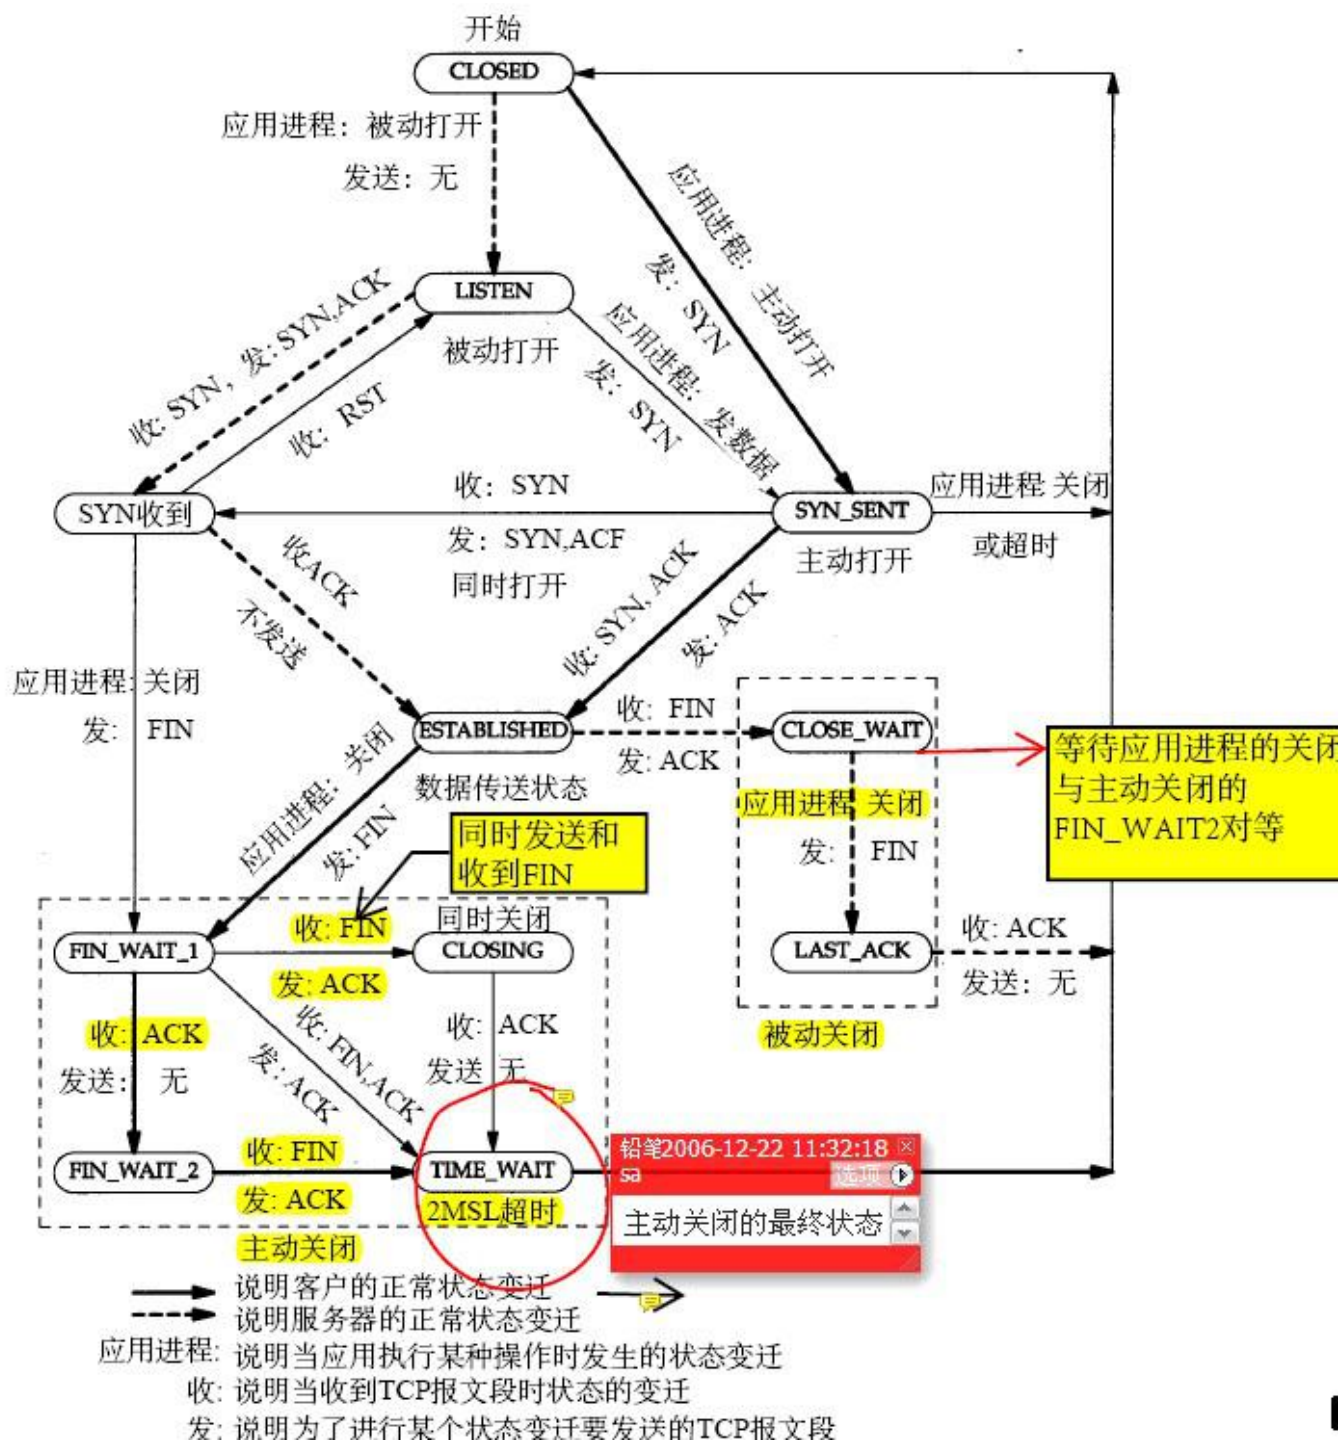 开始
CLOSED
应用进程：被动打开
发送：无
应用进程：主动打开
发：SYN
LISTEN
被动打开
收: SYN，发: SYN,ACK
收: RST
应用进程：发数据
发：SYN
SYN收到
收：SYN
发：SYN,ACF
同时打开
SYN_SENT
主动打开
应用进程 关闭
或超时
收ACK
不发送
收: SYN, ACK
发: ACK
应用进程: 关闭
发: FIN
ESTABLISHED
数据传送状态
收: FIN
发: ACK
CLOSE_WAIT
等待应用进程的关闭
与主动关闭的
FIN_WAIT2对等
应用进程 关闭
发: FIN
应用进程：关闭
发: FIN
同时发送和
收到FIN
同时关闭
FIN_WAIT_1
收: FIN
发: ACK
CLOSING
LAST_ACK
收: ACK
发送：无
被动关闭
收: ACK
发送: 无
收: FIN,ACK
发: ACK
收: ACK
发送 无
FIN_WAIT_2
收: FIN
发: ACK
TIME_WAIT
2MSL超时
铅笔2006-12-22 11:32:18
sa
选项
主动关闭的最终状态
主动关闭
说明客户的正常状态变迁
说明服务器的正常状态变迁
应用进程: 说明当应用执行某种操作时发生的状态变迁
收: 说明当收到TCP报文段时状态的变迁
发: 说明为了进行某个状态变迁要发送的TCP报文段